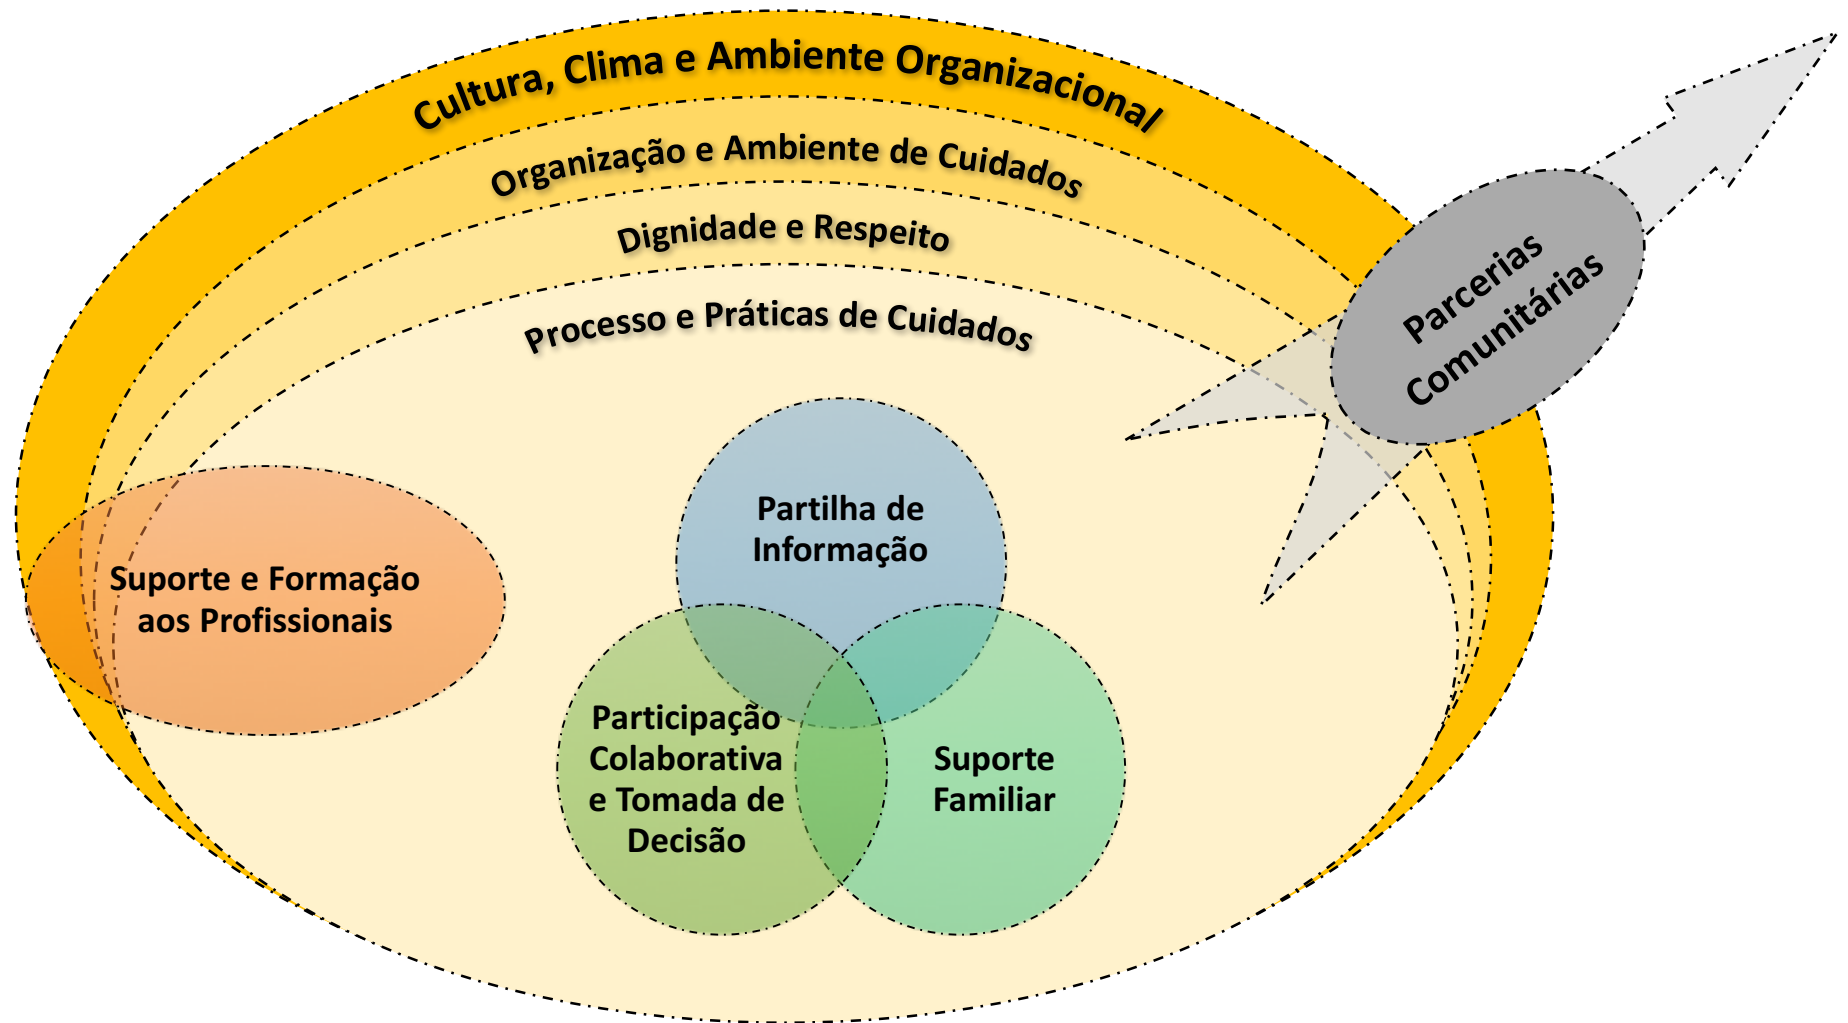 Cultura, Clima e Ambiente Organizacional
Organização e Ambiente de Cuidados
Dignidade e Respeito
Processo e Práticas de Cuidados
Parcerias
Comunitárias
Partilha de
Informação
Suporte e Formação
aos Profissionais
Participação
Colaborativa
e Tomada de
Decisão
Suporte
Familiar